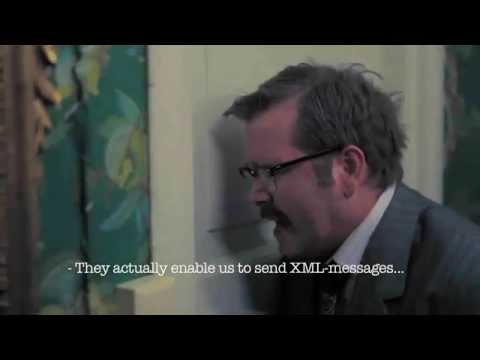 - They actually enable us to send XML-messages...